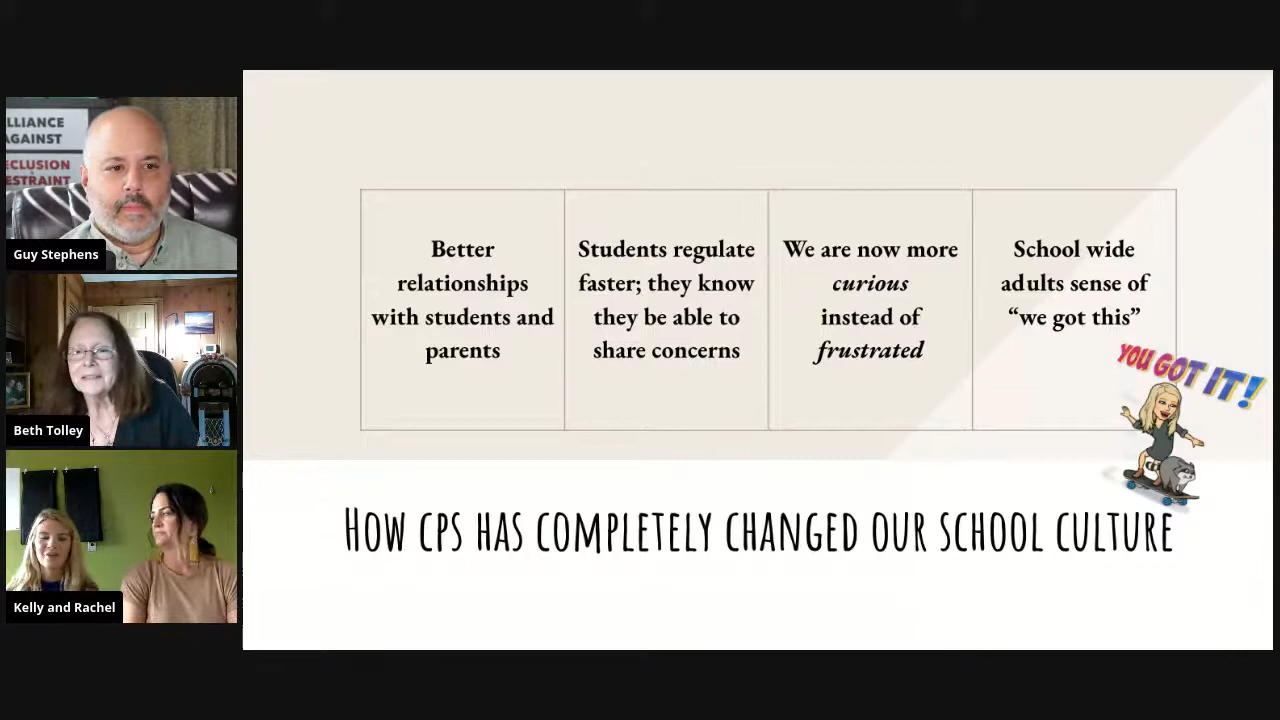 LLIANCE
AGAINST
ECLUSION
ESTRAINT
Guy Stephens
Beth Tolley
Kelly and Rachel
Better
relationships
with students and
parents
Students regulate
faster; they know
they be able to
share concerns
We are now more
curious
instead of
frustrated
School wide
adults sense of
“we got this”
YOU GOT IT!
How cps has completely changed our school culture